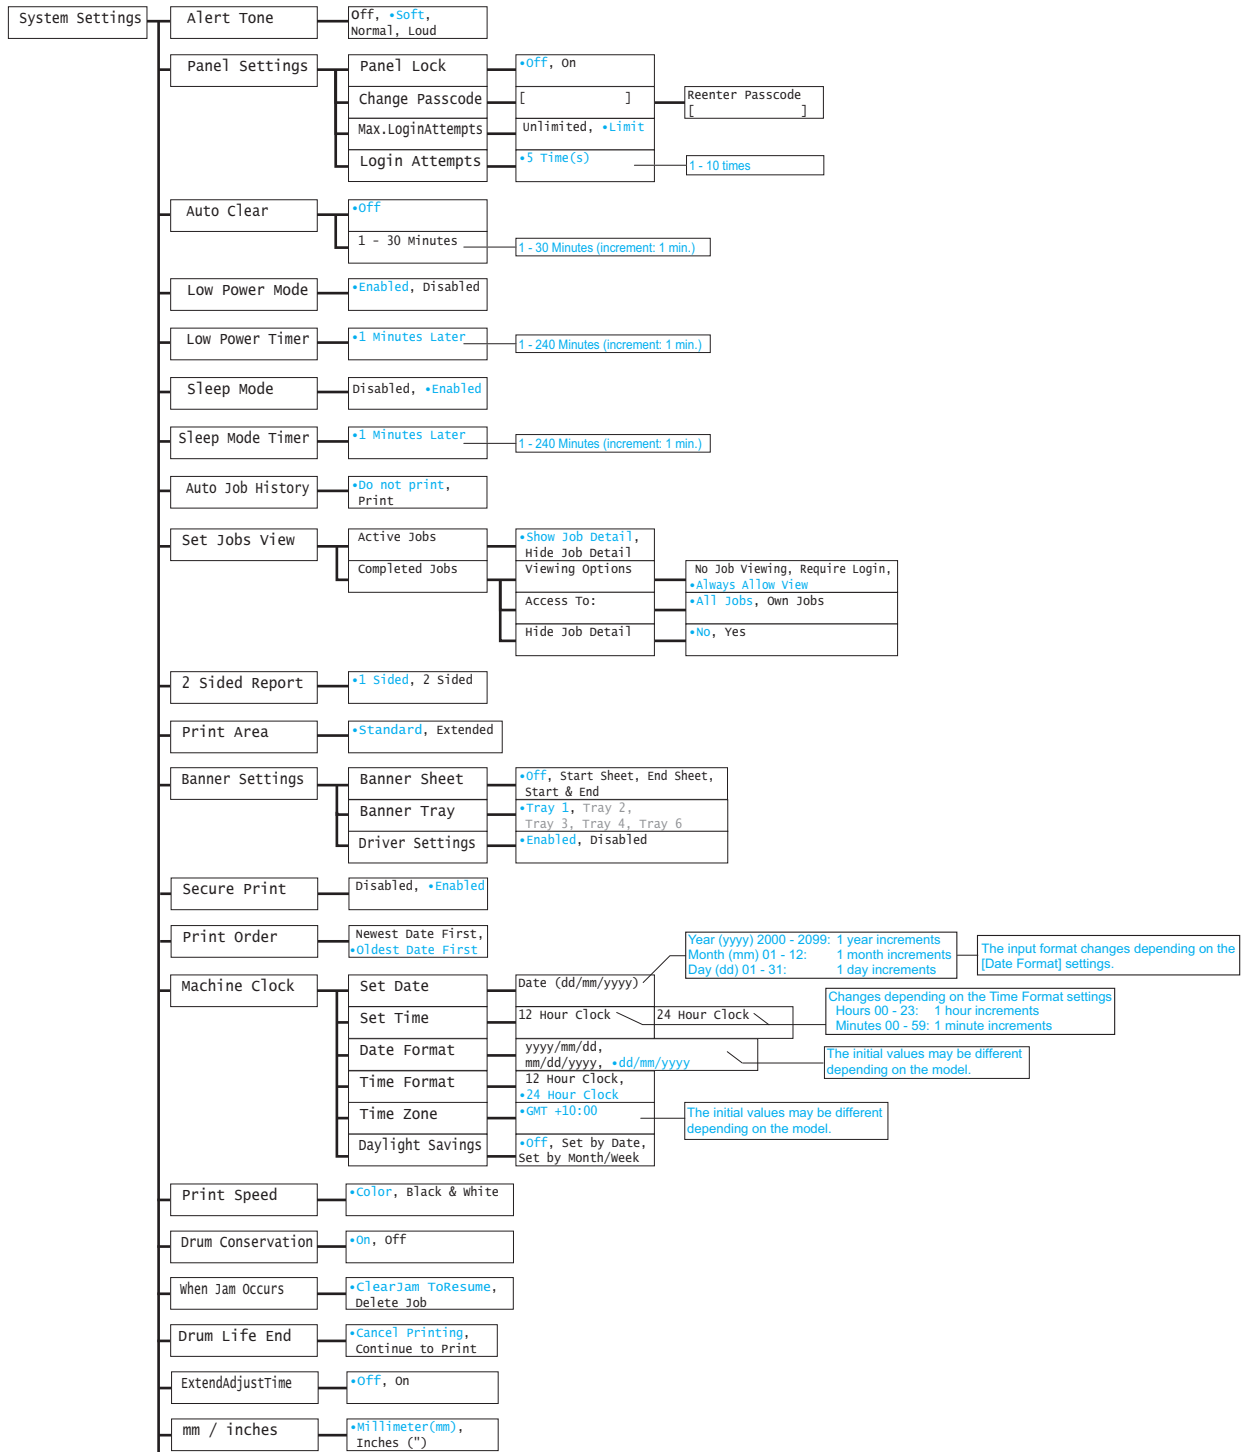 System Settings
Alert Tone
Off, •Soft,
Normal, Loud
Panel Settings
Panel Lock
•Off, On
Change Passcode
[ ]
Reenter Passcode
[ ]
Max.LoginAttempts
Unlimited, •Limit
Login Attempts
•5 Time(s)
1 - 10 times
Auto Clear
•Off
1 - 30 Minutes
1 - 30 Minutes (increment: 1 min.)
Low Power Mode
•Enabled, Disabled
Low Power Timer
•1 Minutes Later
1 - 240 Minutes (increment: 1 min.)
Sleep Mode
Disabled, •Enabled
Sleep Mode Timer
•1 Minutes Later
1 - 240 Minutes (increment: 1 min.)
Auto Job History
•Do not print,
Print
Set Jobs View
Active Jobs
•Show Job Detail,
Hide Job Detail
Completed Jobs
Viewing Options
No Job Viewing, Require Login,
•Always Allow View
Access To:
•All Jobs, Own Jobs
Hide Job Detail
•No, Yes
2 Sided Report
•1 Sided, 2 Sided
Print Area
•Standard, Extended
Banner Settings
Banner Sheet
•Off, Start Sheet, End Sheet,
Start & End
Banner Tray
•Tray 1, Tray 2,
Tray 3, Tray 4, Tray 6
Driver Settings
•Enabled, Disabled
Secure Print
Disabled, •Enabled
Print Order
Newest Date First,
•Oldest Date First
Machine Clock
Set Date
Date (dd/mm/yyyy)
Year (yyyy) 2000 - 2099: 1 year increments
Month (mm) 01 - 12: 1 month increments
Day (dd) 01 - 31: 1 day increments
The input format changes depending on the
[Date Format] settings.
Set Time
12 Hour Clock
24 Hour Clock
Changes depending on the Time Format settings
Hours 00 - 23: 1 hour increments
Minutes 00 - 59: 1 minute increments
Date Format
yyyy/mm/dd,
mm/dd/yyyy, •dd/mm/yyyy
The initial values may be different
depending on the model.
Time Format
12 Hour Clock,
•24 Hour Clock
Time Zone
•GMT +10:00
The initial values may be different
depending on the model.
Daylight Savings
•Off, Set by Date,
Set by Month/Week
Print Speed
•Color, Black & White
Drum Conservation
•On, Off
When Jam Occurs
•ClearJam ToResume,
Delete Job
Drum Life End
•Cancel Printing,
Continue to Print
ExtendAdjustTime
•Off, On
mm / inches
•Millimeter(mm),
Inches (")